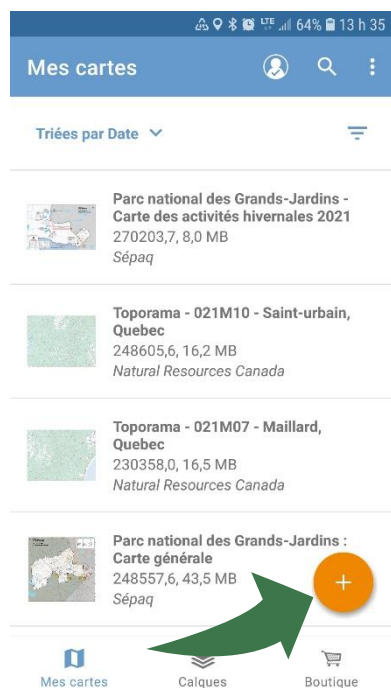 LTE 64% 13 h 35
Mes cartes
Triées par Date
Parc national des Grands-Jardins -
Carte des activités hivernales 2021
270203,7, 8,0 MB
Sépaq
Toporama - 021M10 - Saint-urbain,
Quebec
248605,6, 16,2 MB
Natural Resources Canada
Toporama - 021M07 - Maillard,
Quebec
230358,0, 16,5 MB
Natural Resources Canada
Parc national des Grands-Jardins :
Carte générale
248557,6, 43,5 MB
Sépaq
+
Mes cartes Calques Boutique